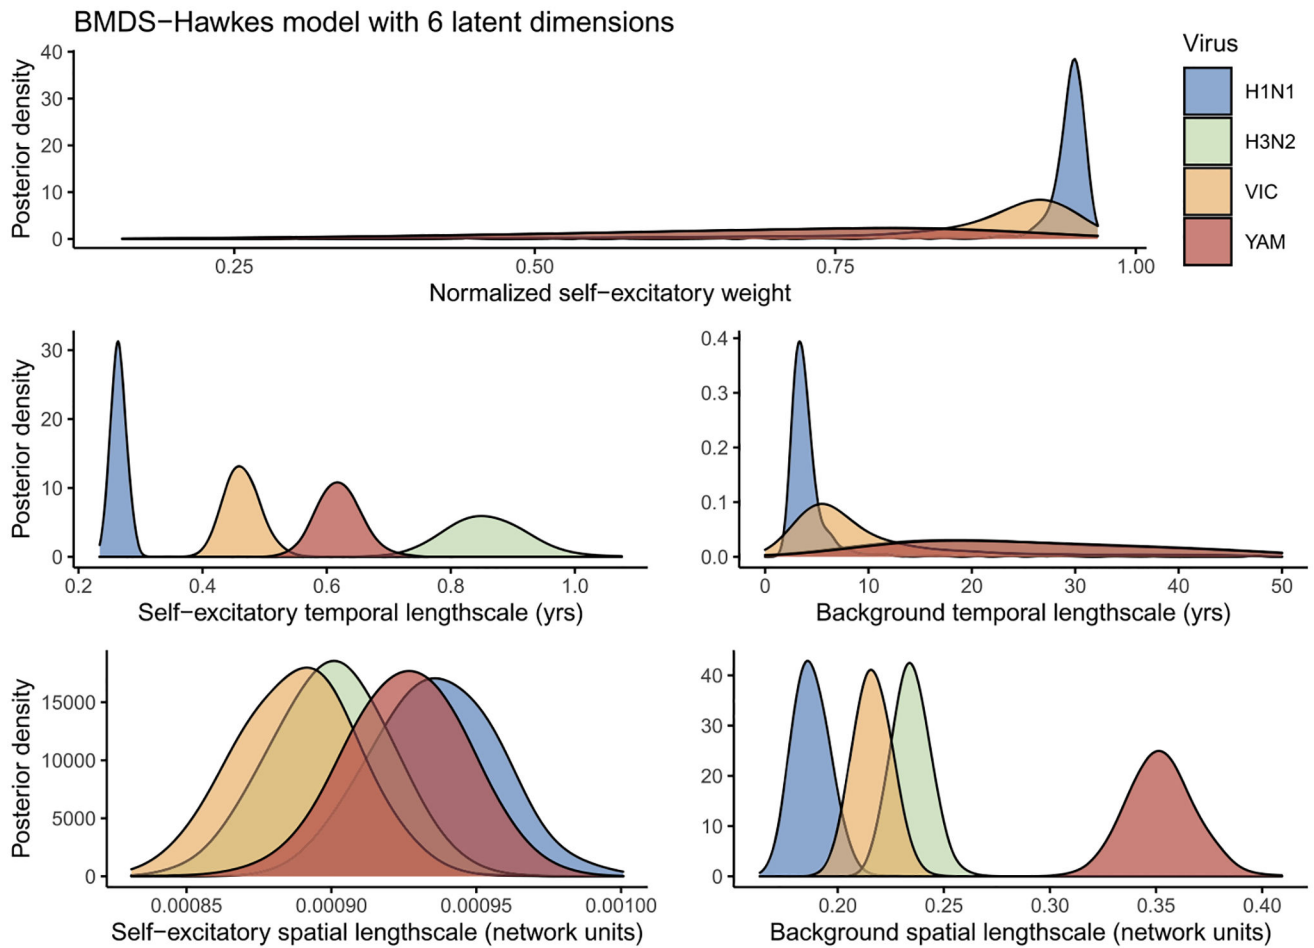 BMDS−Hawkes model with 6 latent dimensions
Virus
H1N1
H3N2
VIC
YAM
Posterior density
40
30
20
10
0
0.25 0.50 0.75 1.00
Normalized self−excitatory weight
Posterior density
30
20
10
0
0.2 0.4 0.6 0.8 1.0
Self−excitatory temporal lengthscale (yrs)
0.4
0.3
0.2
0.1
0.0
0 10 20 30 40 50
Background temporal lengthscale (yrs)
Posterior density
15000
10000
5000
0
0.00085 0.00090 0.00095 0.00100
Self−excitatory spatial lengthscale (network units)
40
30
20
10
0
0.20 0.25 0.30 0.35 0.40
Background spatial lengthscale (network units)